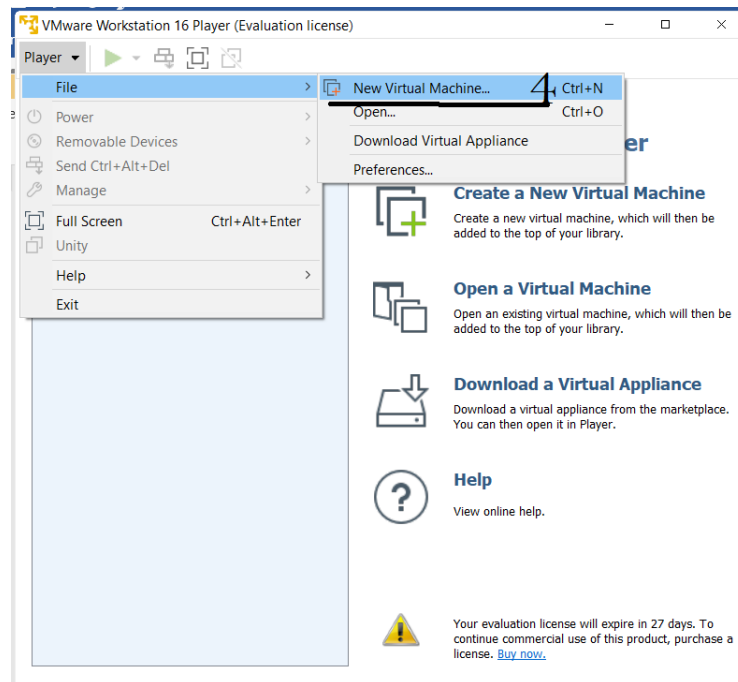 VMware Workstation 16 Player (Evaluation license)
Player
File
New Virtual Machine... 4 Ctrl+N
Power
Open... Ctrl+O
Removable Devices
Download Virtual Appliance
er
Send Ctrl+Alt+Del
Preferences...
Manage
Create a New Virtual Machine
Full Screen Ctrl+Alt+Enter
Create a new virtual machine, which will then be
added to the top of your library.
Unity
Help
Exit
Open a Virtual Machine
Open an existing virtual machine, which will then be
added to the top of your library.
Download a Virtual Appliance
Download a virtual appliance from the marketplace.
You can then open it in Player.
Help
View online help.
Your evaluation license will expire in 27 days. To
continue commercial use of this product, purchase a
license. Buy now.